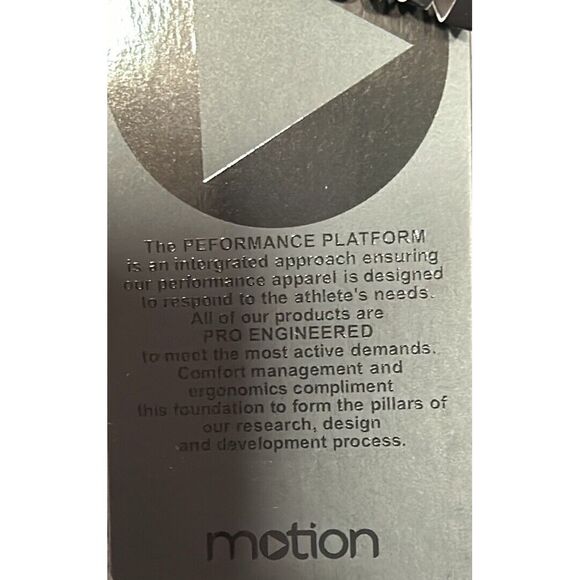 The PEFORMANCE PLATFORM
is an intergrated approach ensuring
our performance apparel is designed
to respond to the athlete's needs.
All of our products are
PRO ENGINEERED
to meet the most active demands.
Comfort management and
ergonomics compliment
this foundation to form the pillars of
our research, design
and development process.
motion